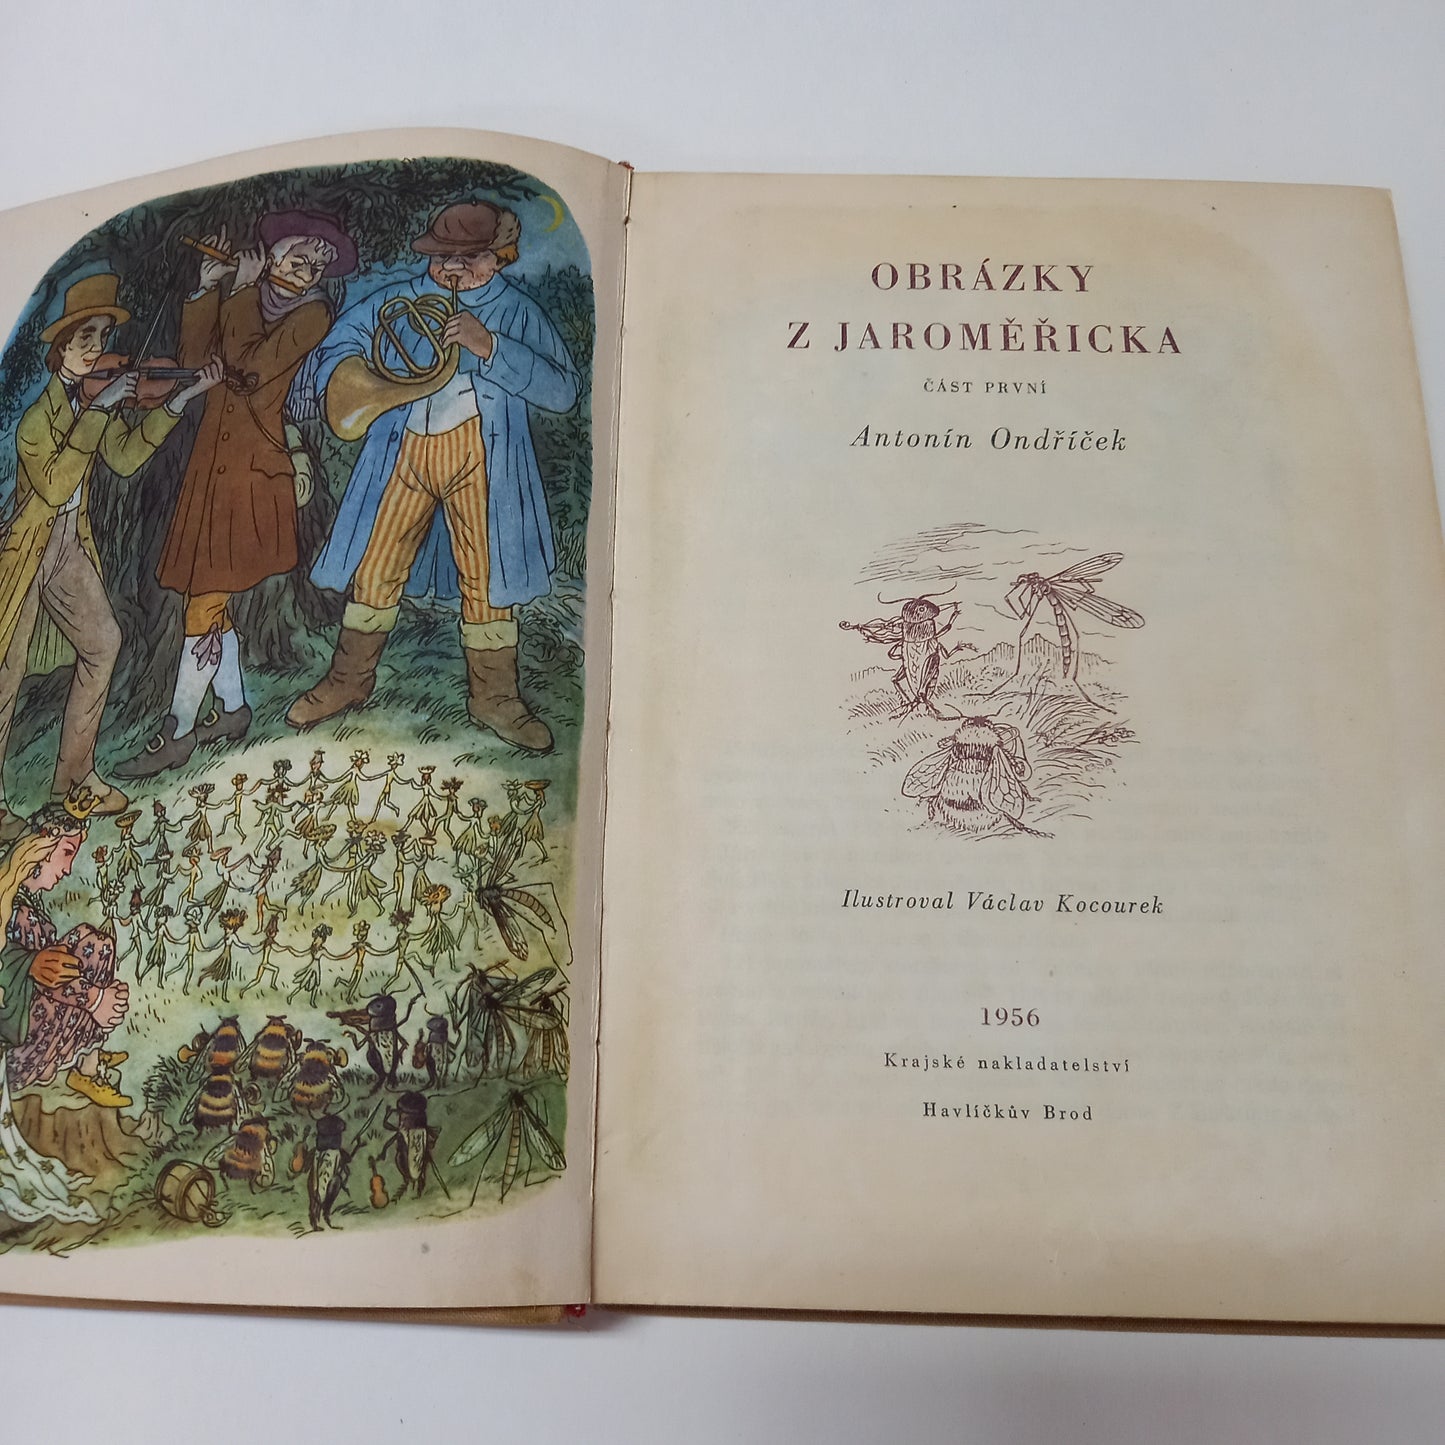 OBRÁZKY
Z JAROMĚŘICKA
ČÁST PRVNÍ
Antonín Ondříček
Ilustroval Václav Kocourek
1956
Krajské nakladatelství
Havlíčkův Brod